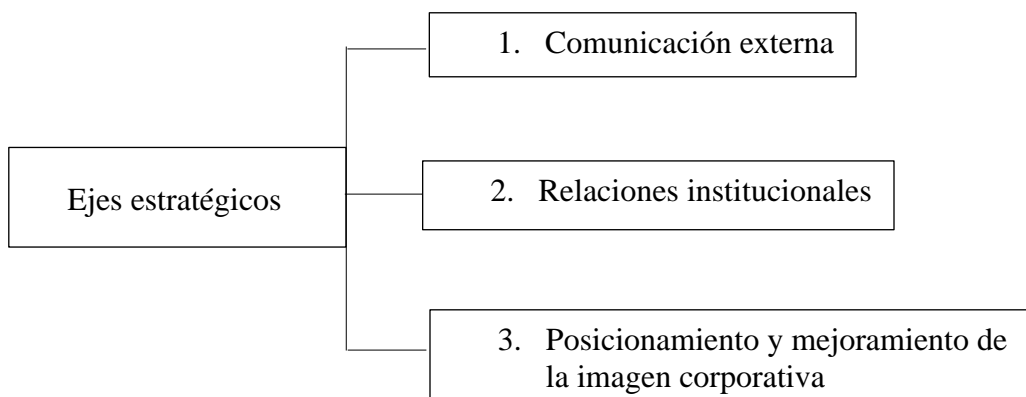 1. Comunicación externa
Ejes estratégicos
2. Relaciones institucionales
3. Posicionamiento y mejoramiento de
la imagen corporativa